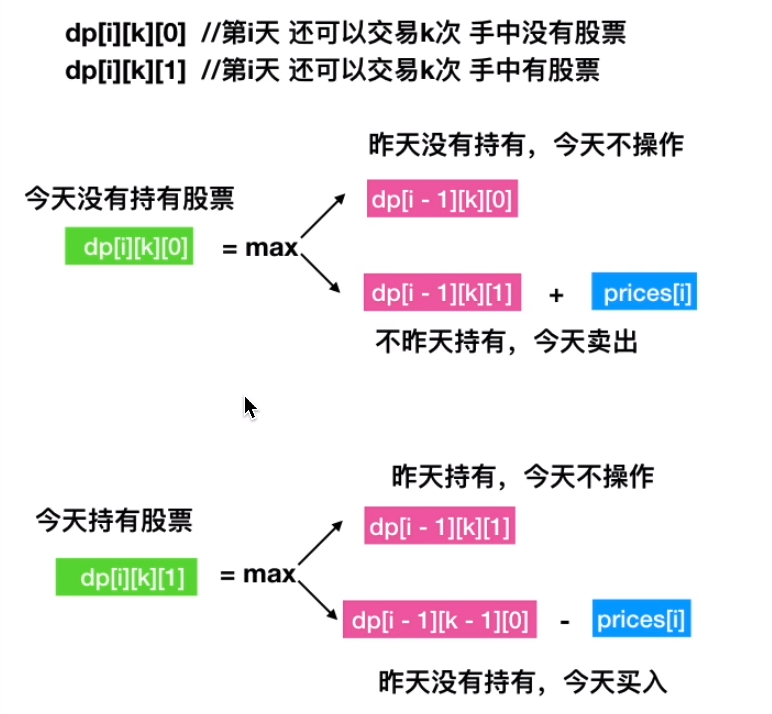 dp[i][k][0] //第i天 还可以交易k次 手中没有股票
dp[i][k][1] //第i天 还可以交易k次 手中有股票
昨天没有持有，今天不操作
今天没有持有股票
dp[i - 1][k][0]
dp[i][k][0] = max
dp[i - 1][k][1] + prices[i]
不昨天持有，今天卖出
昨天持有，今天不操作
今天持有股票
dp[i - 1][k][1]
dp[i][k][1] = max
dp[i - 1][k - 1][0] - prices[i]
昨天没有持有，今天买入